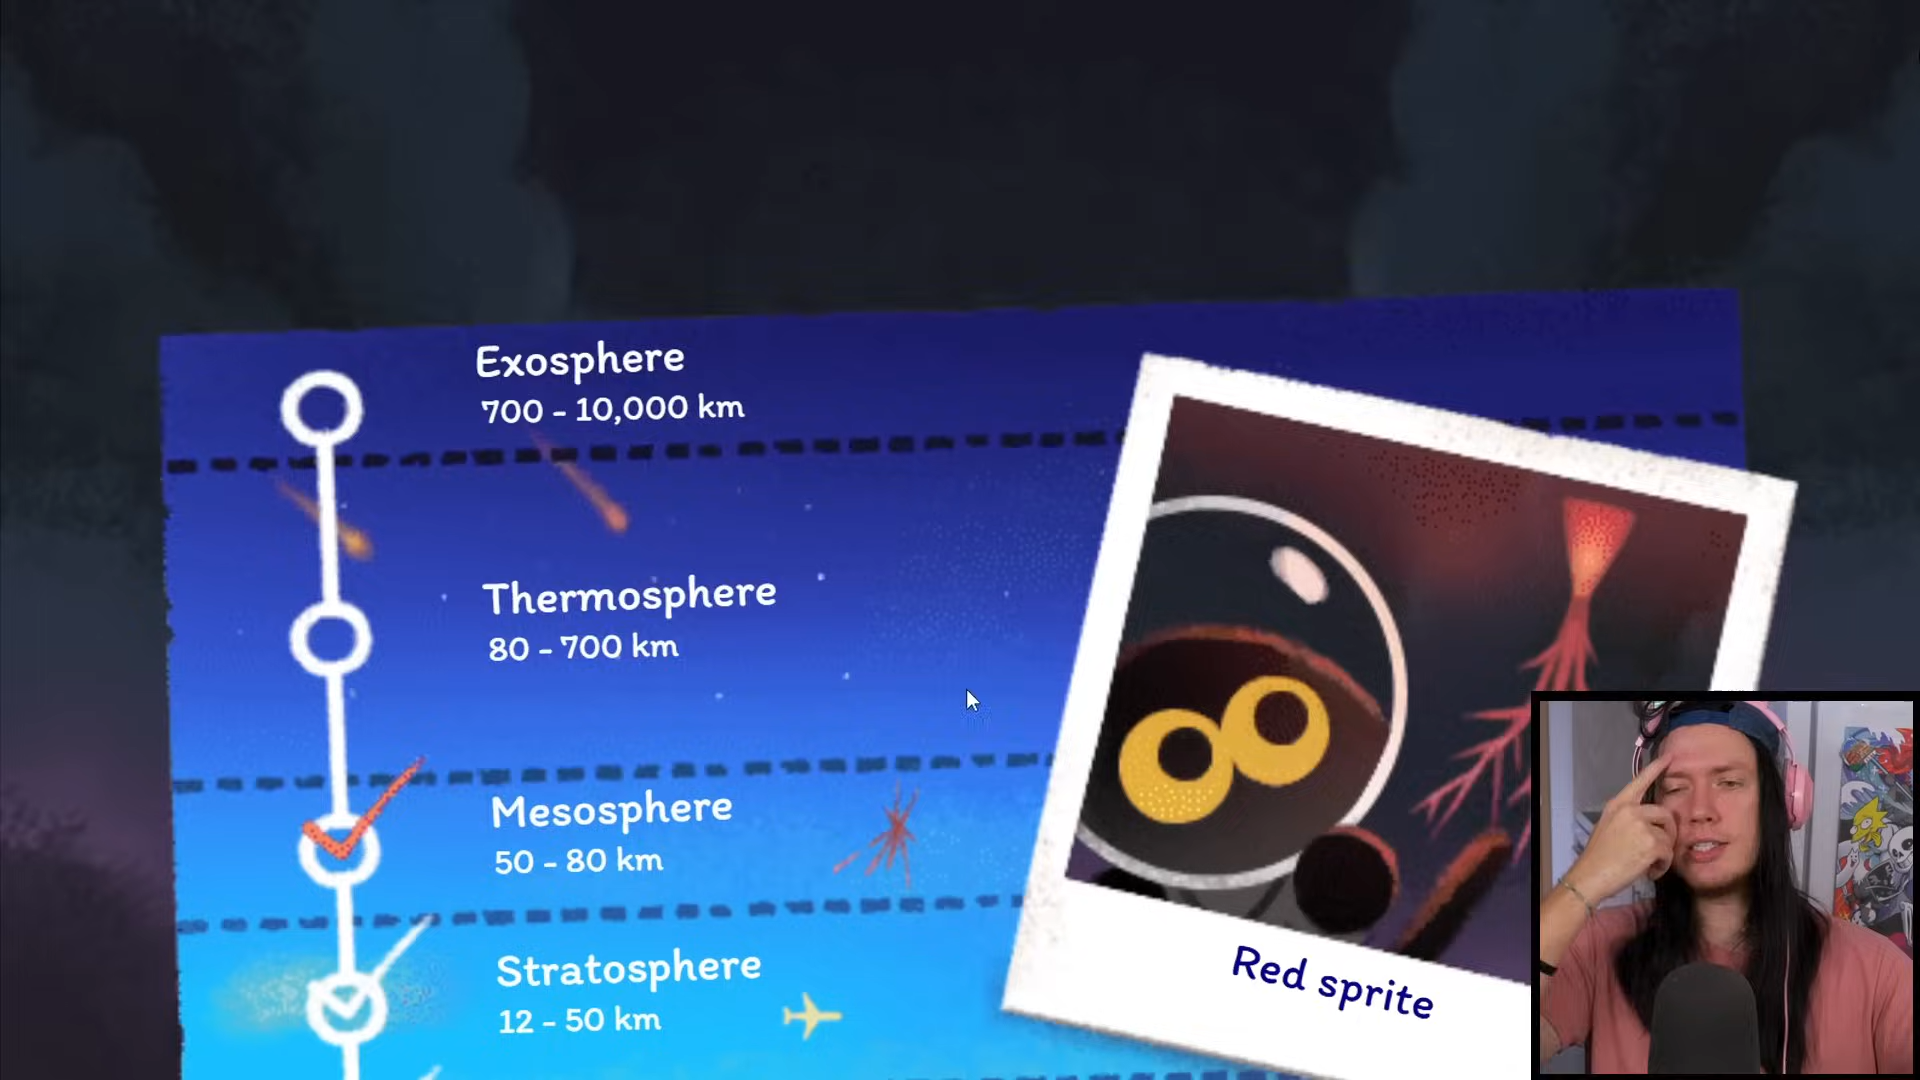 Exosphere
700 - 10,000 km
Thermosphere
80 - 700 km
Mesosphere
50 - 80 km
Stratosphere
12 - 50 km
Red sprite